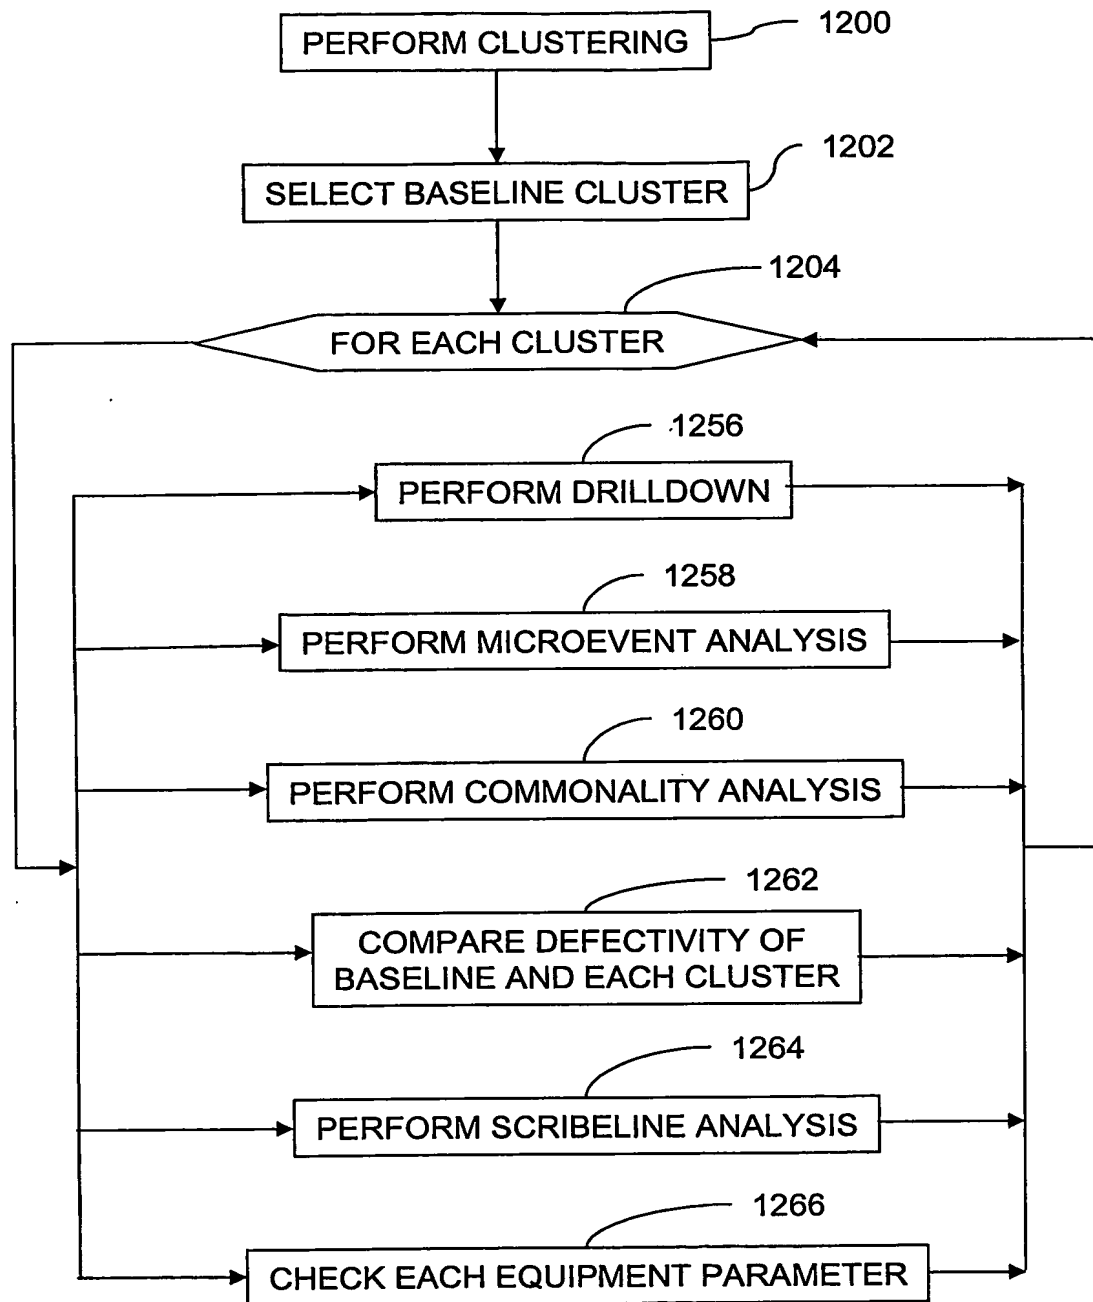 PERFORM CLUSTERING
1200
SELECT BASELINE CLUSTER
1202
1204
FOR EACH CLUSTER
1256
PERFORM DRILLDOWN
1258
PERFORM MICROEVENT ANALYSIS
1260
PERFORM COMMONALITY ANALYSIS
1262
COMPARE DEFECTIVITY OF
BASELINE AND EACH CLUSTER
1264
PERFORM SCRIBELINE ANALYSIS
1266
CHECK EACH EQUIPMENT PARAMETER